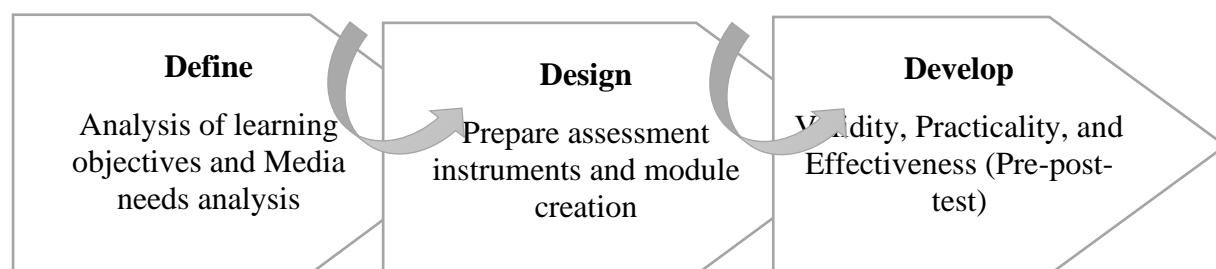 Define
Analysis of learning
objectives and Media
needs analysis
Design
Prepare assessment
instruments and module
creation
Develop
Validity, Practicality, and
Effectiveness (Pre-post-
test)